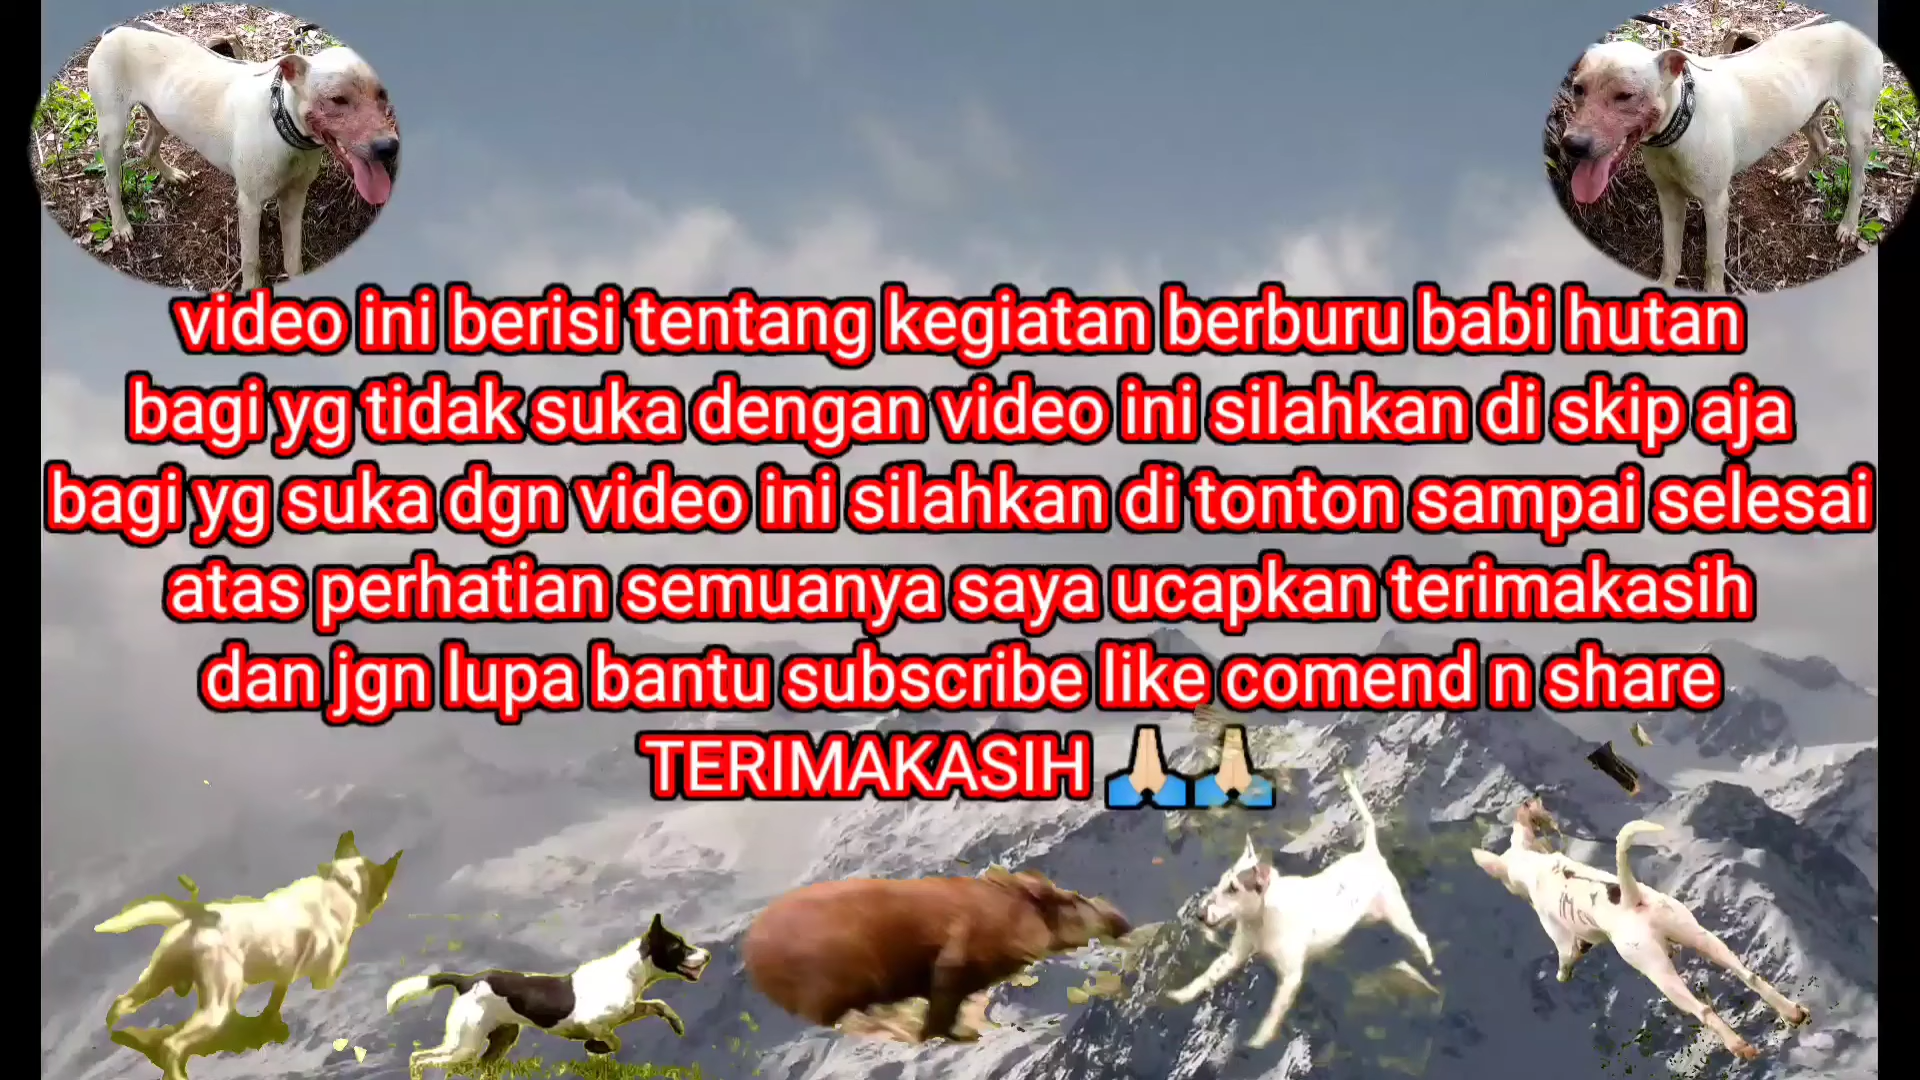 video ini berisi tentang kegiatan berburu babi hutan
bagi yg tidak suka dengan video ini silahkan di skip aja
bagi yg suka dgn video ini silahkan di tonton sampai selesai
atas perhatian semuanya saya ucapkan terimakasih
dan jgn lupa bantu subscribe like comend n share
TERIMAKASIH 🙏🏻🙏🏻